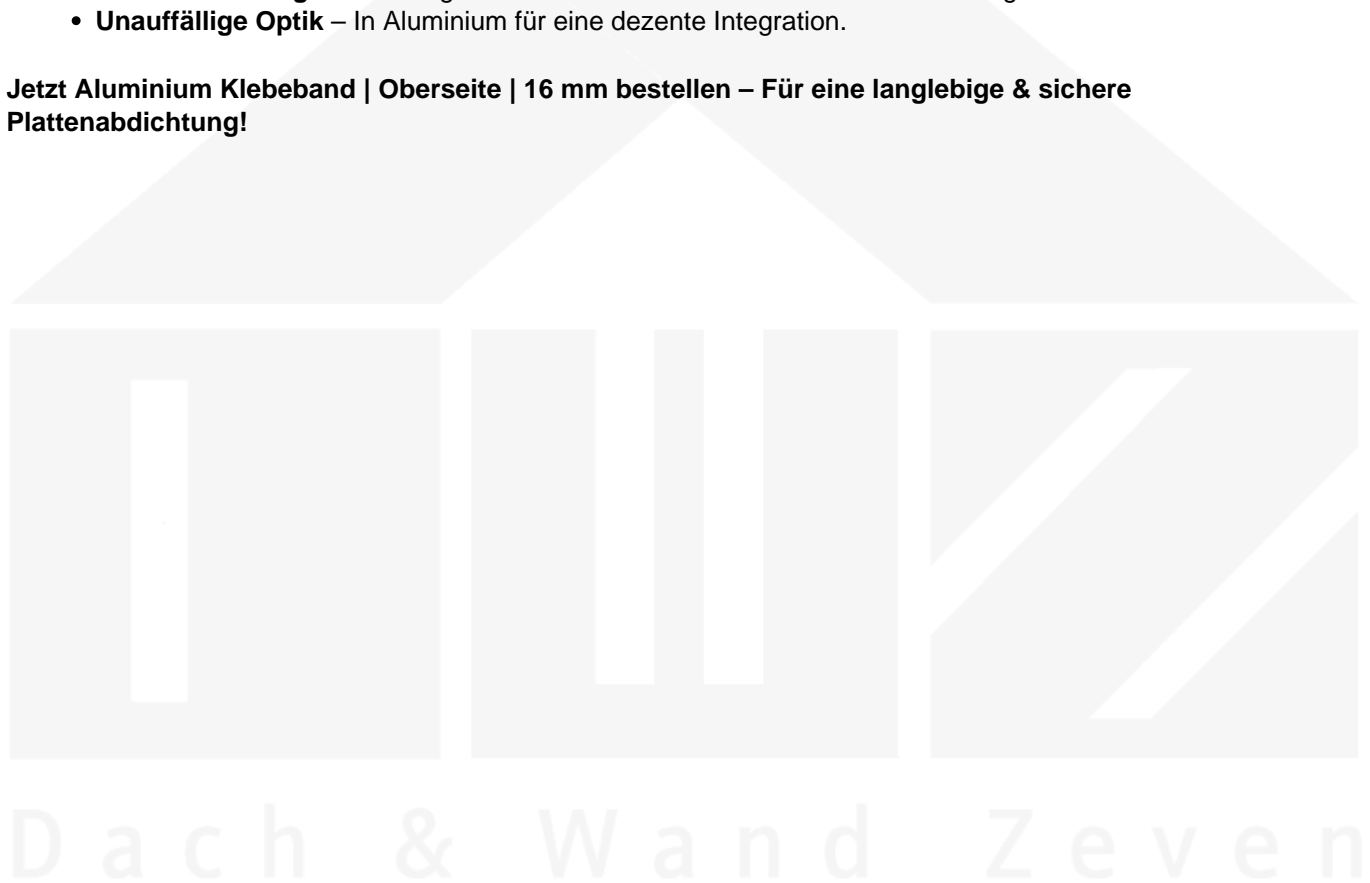 • Unauffällige Optik – In Aluminium für eine dezente Integration.
Jetzt Aluminium Klebeband | Oberseite | 16 mm bestellen – Für eine langlebige & sichere
Plattenabdichtung!
Dach & Wand Zeven